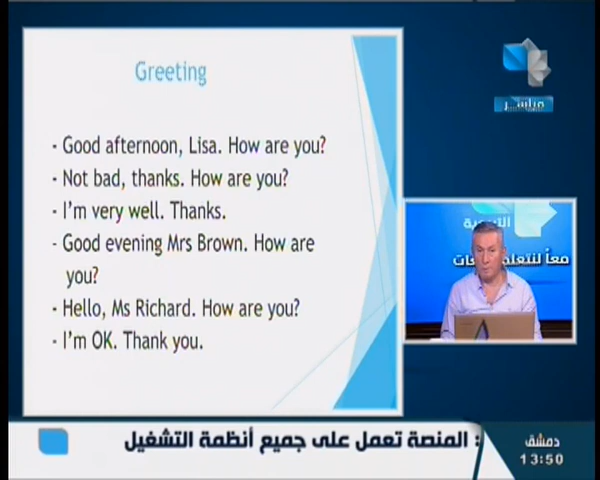 Greeting
- Good afternoon, Lisa. How are you?
- Not bad, thanks. How are you?
- I'm very well. Thanks.
- Good evening Mrs Brown. How are
you?
- Hello, Ms Richard. How are you?
- I'm OK. Thank you.
مباشر
معاً لنتعلم
: المنصة تعمل على جميع أنظمة التشغيل
دمشق
13:50